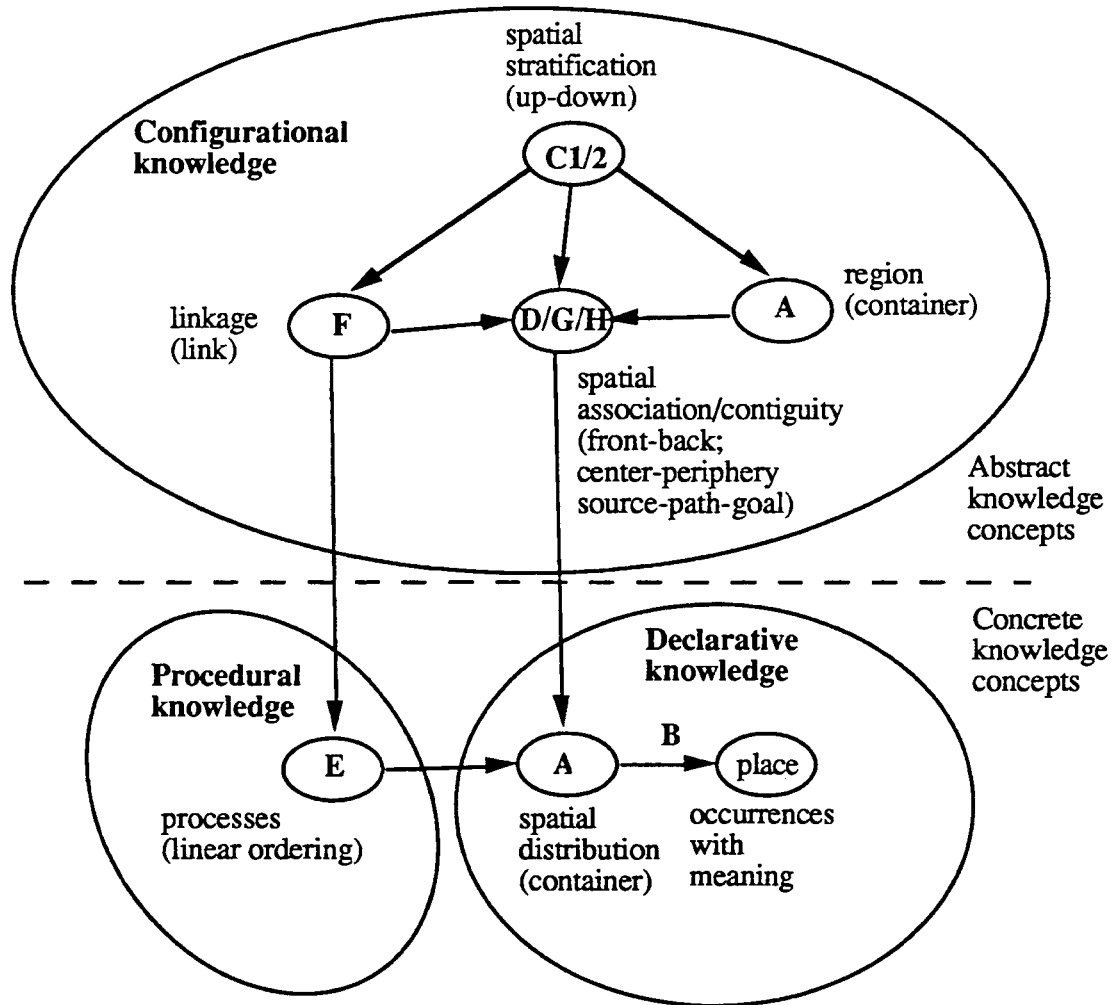 spatial
stratification
(up-down)
Configurational
knowledge
C1/2
region
(container)
linkage
(link)
F
D/G/H
A
spatial
association/contiguity
(front-back;
center-periphery
source-path-goal)
Abstract
knowledge
concepts
Concrete
knowledge
concepts
Declarative
knowledge
Procedural
knowledge
B
E
A
place
processes
(linear ordering)
spatial
distribution
(container)
occurrences
with
meaning